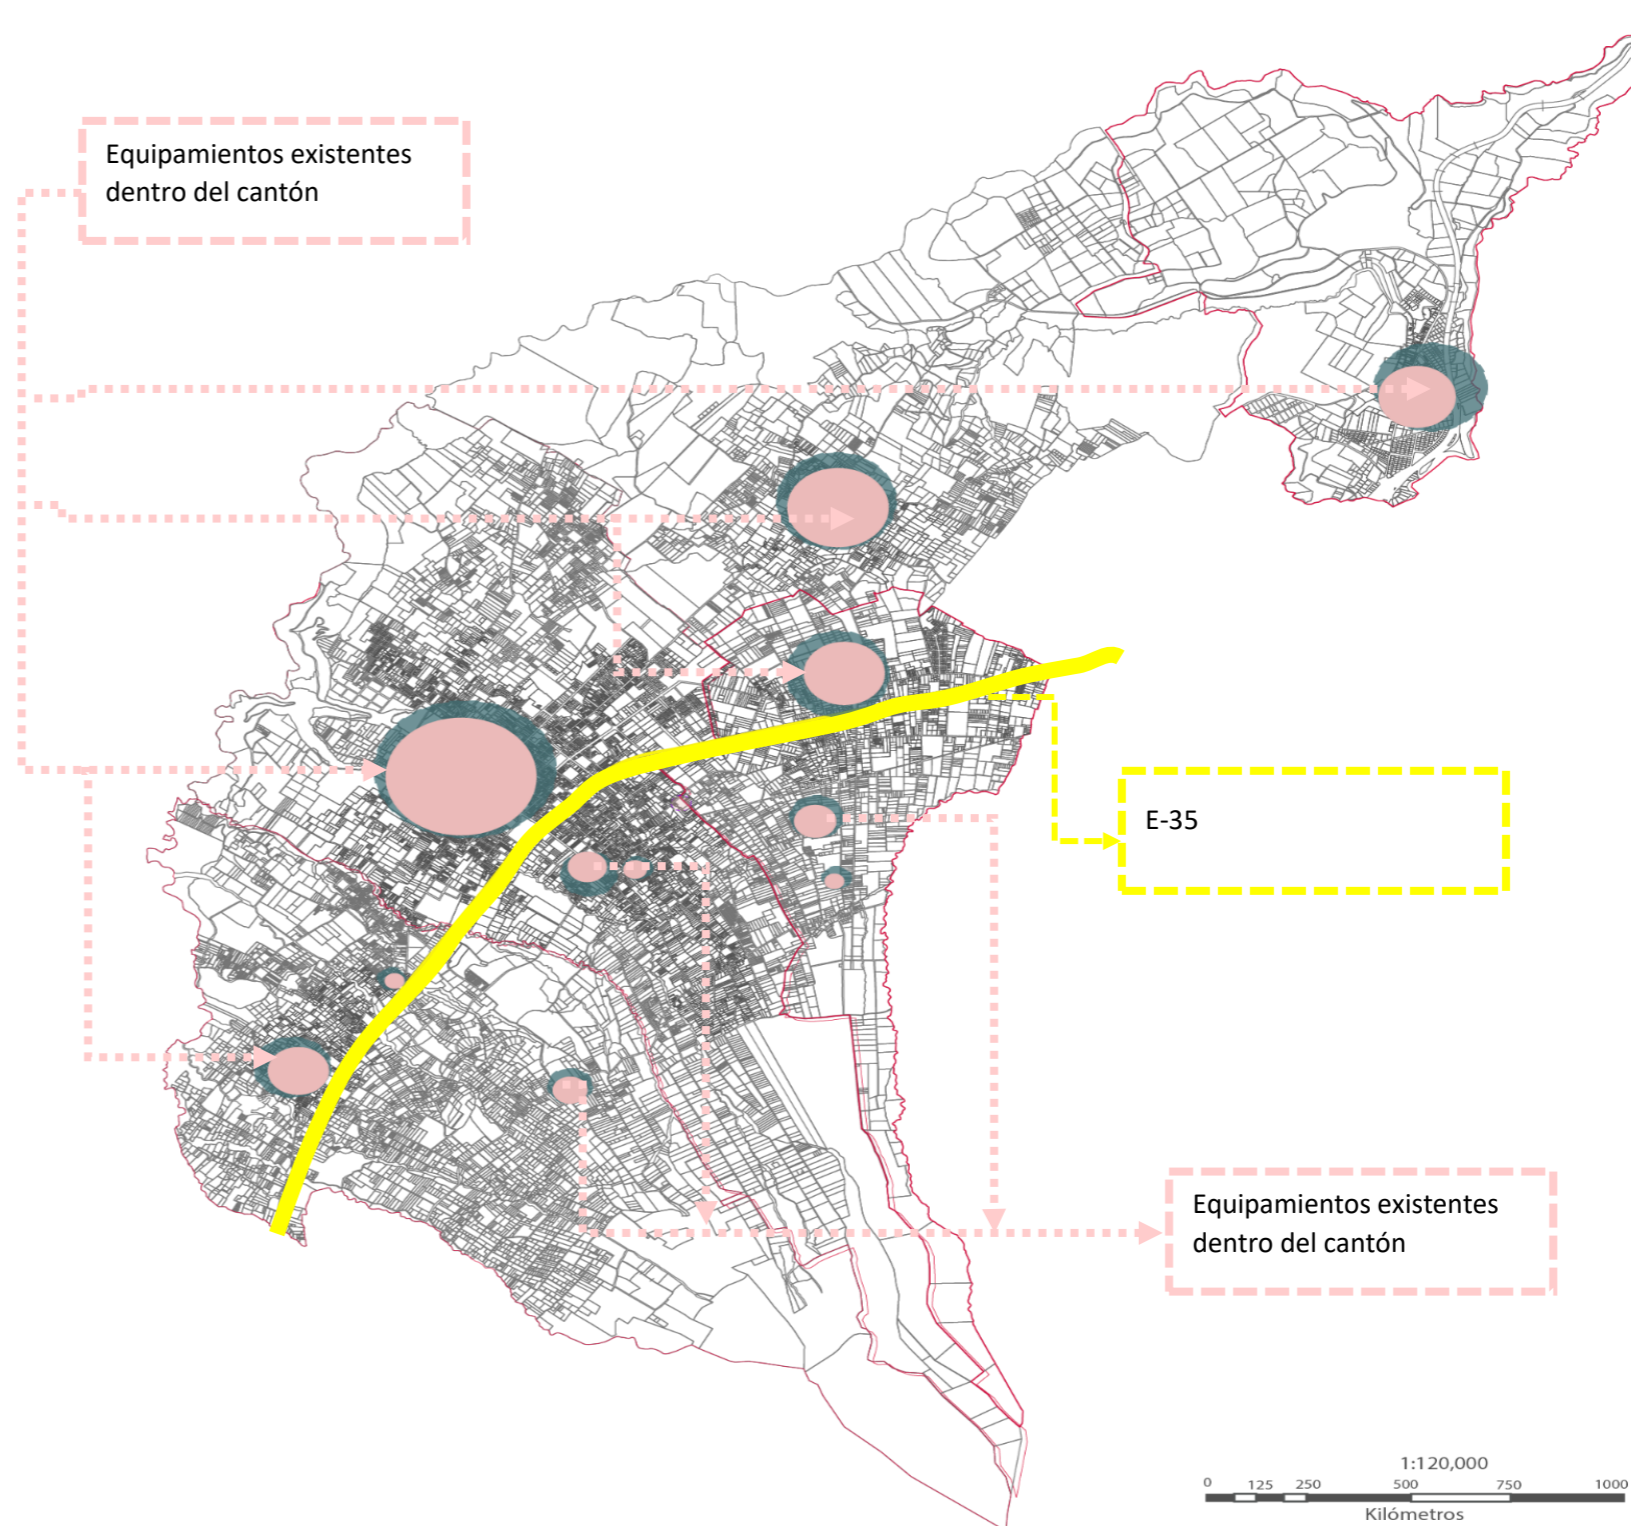 Equipamientos existentes
dentro del cantón
E-35
Equipamientos existentes
dentro del cantón
1:120,000
0 125 250 500 750 1000
Kilómetros